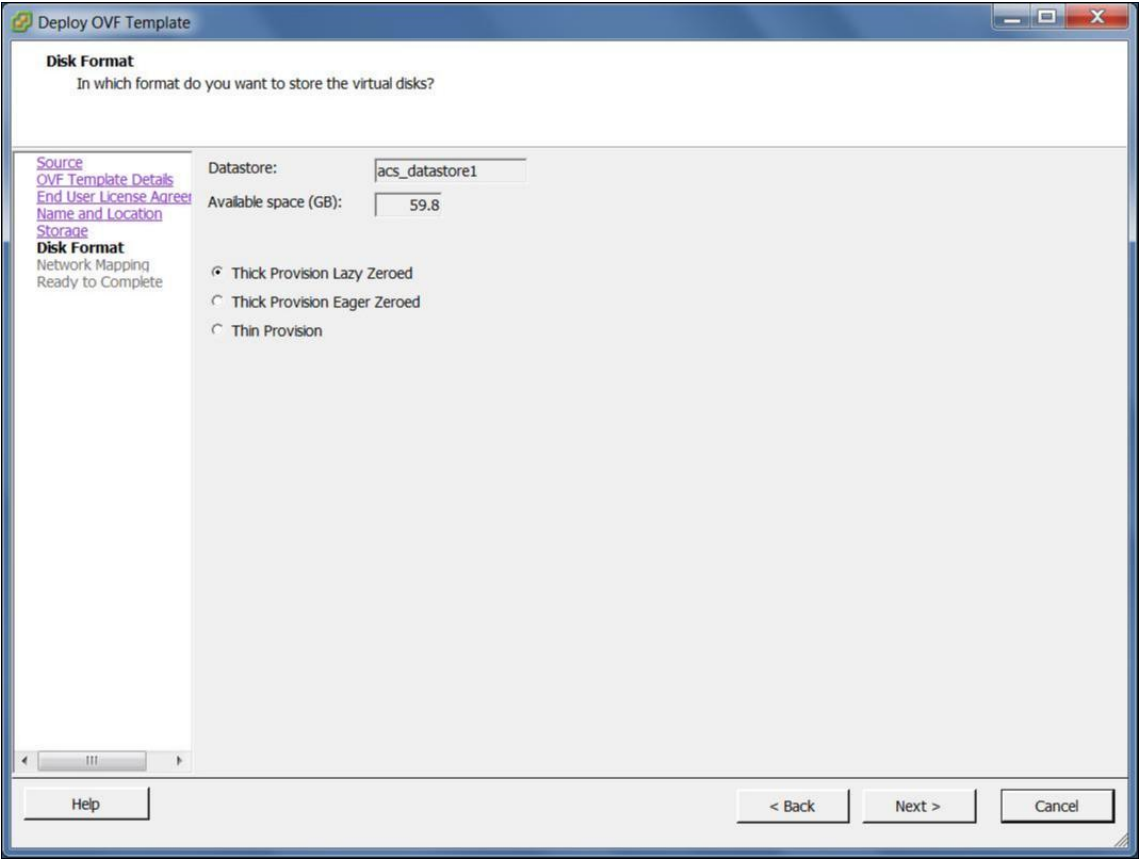 Deploy OVF Template
Disk Format
In which format do you want to store the virtual disks?
Source
OVF Template Details
End User License Agreer
Name and Location
Storage
Disk Format
Network Mapping
Ready to Complete
Datastore: acs_datastore1
Available space (GB): 59.8
Thick Provision Lazy Zeroed
Thick Provision Eager Zeroed
Thin Provision
Help
< Back
Next >
Cancel